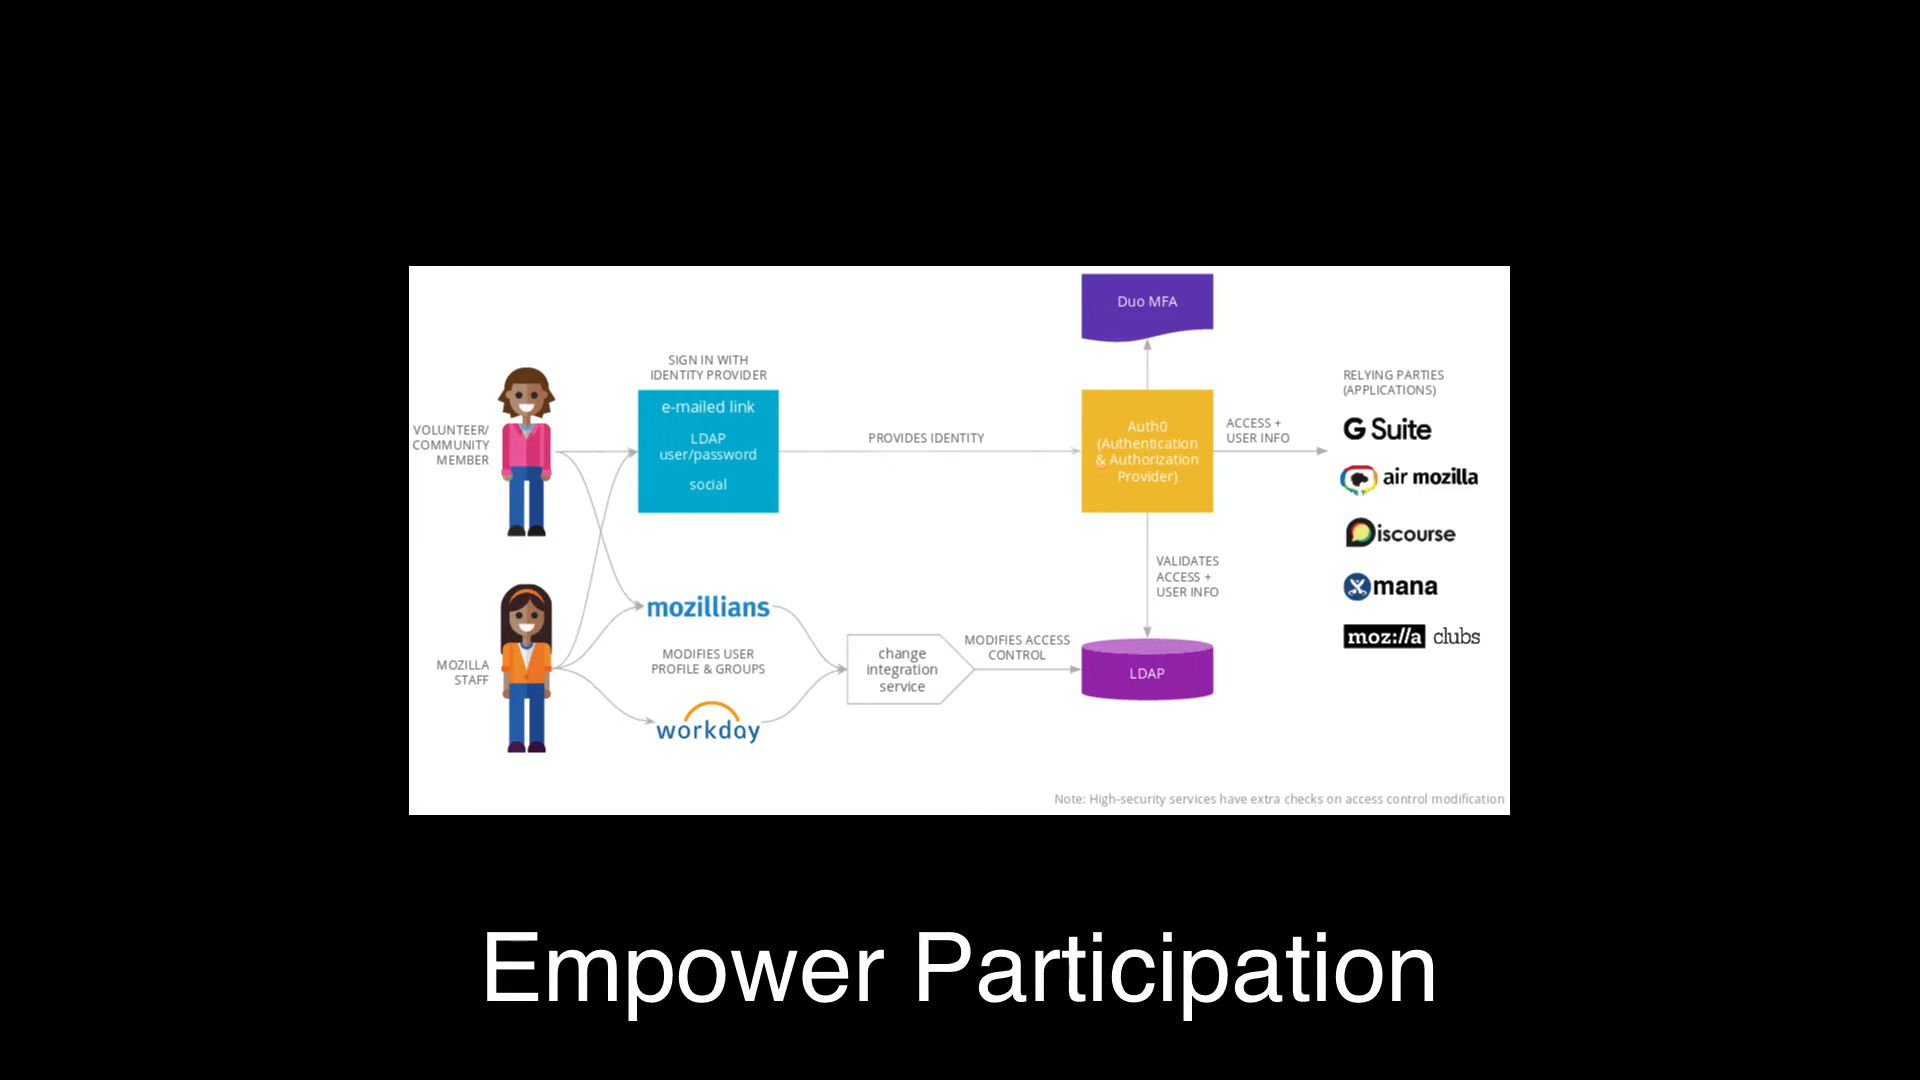 Duo MFA
SIGN IN WITH
IDENTITY PROVIDER
e-mailed link
LDAP
user/password
social
VOLUNTEER/
COMMUNITY
MEMBER
PROVIDES IDENTITY
Auth0
(Authentication
& Authorization
Provider)
ACCESS +
USER INFO
RELYING PARTIES
(APPLICATIONS)
G Suite
air mozilla
Discourse
mana
moz://a clubs
VALIDATES
ACCESS +
USER INFO
MOZILLA
STAFF
mozillians
MODIFIES USER
PROFILE & GROUPS
workday
change
integration
service
MODIFIES ACCESS
CONTROL
LDAP
Note: High-security services have extra checks on access control modification
Empower Participation